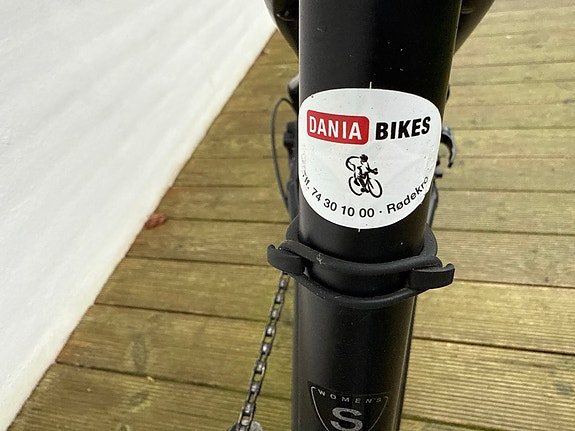 DANIA BIKES
Tlf. 74 30 10 00 · Rødekro
WOMEN'S
S